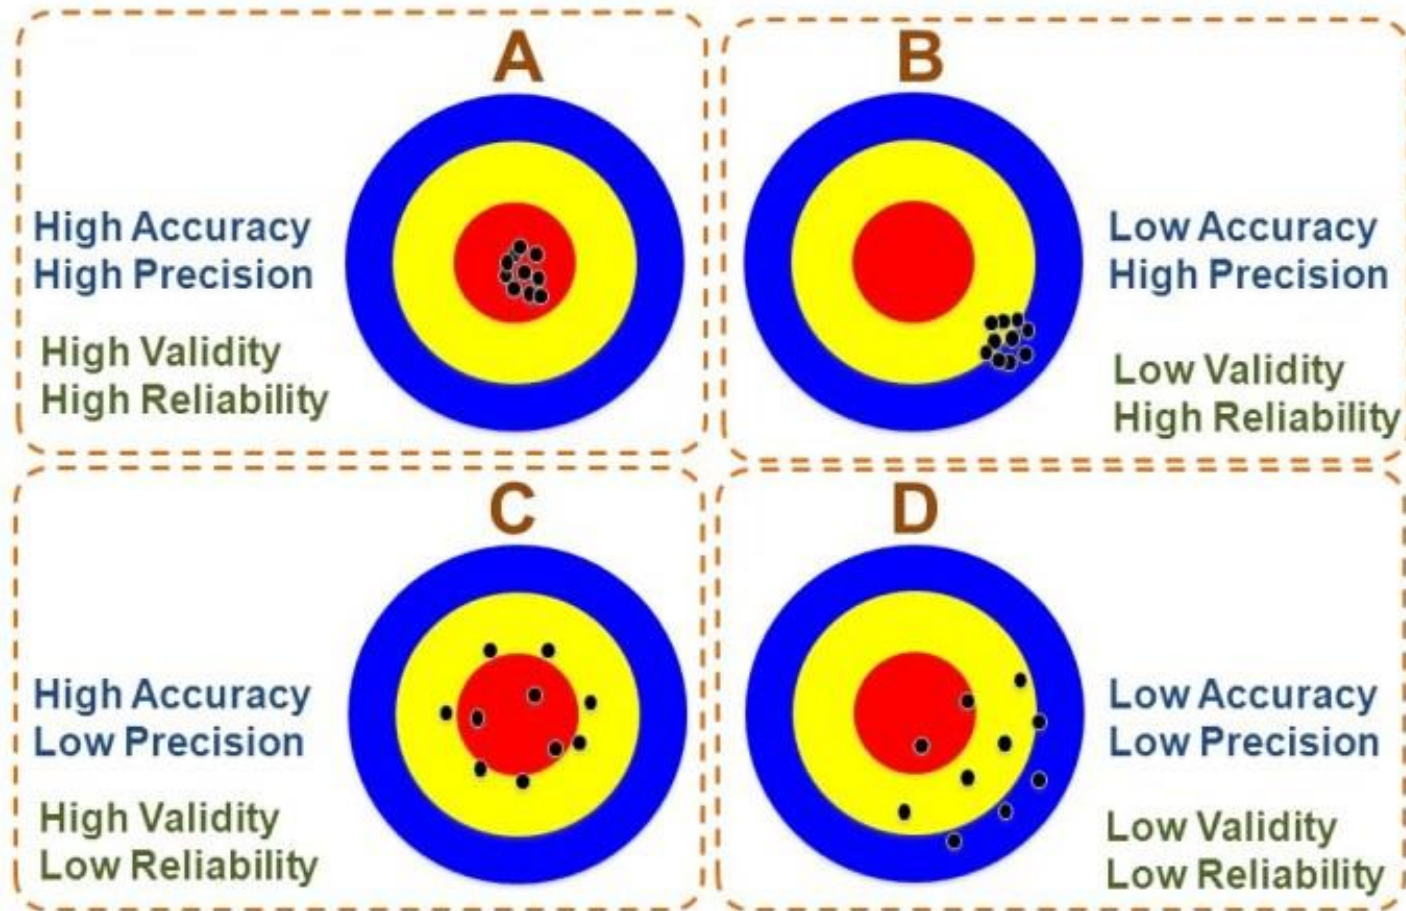 A
High Accuracy
High Precision
High Validity
High Reliability
B
Low Accuracy
High Precision
Low Validity
High Reliability
C
High Accuracy
Low Precision
High Validity
Low Reliability
D
Low Accuracy
Low Precision
Low Validity
Low Reliability